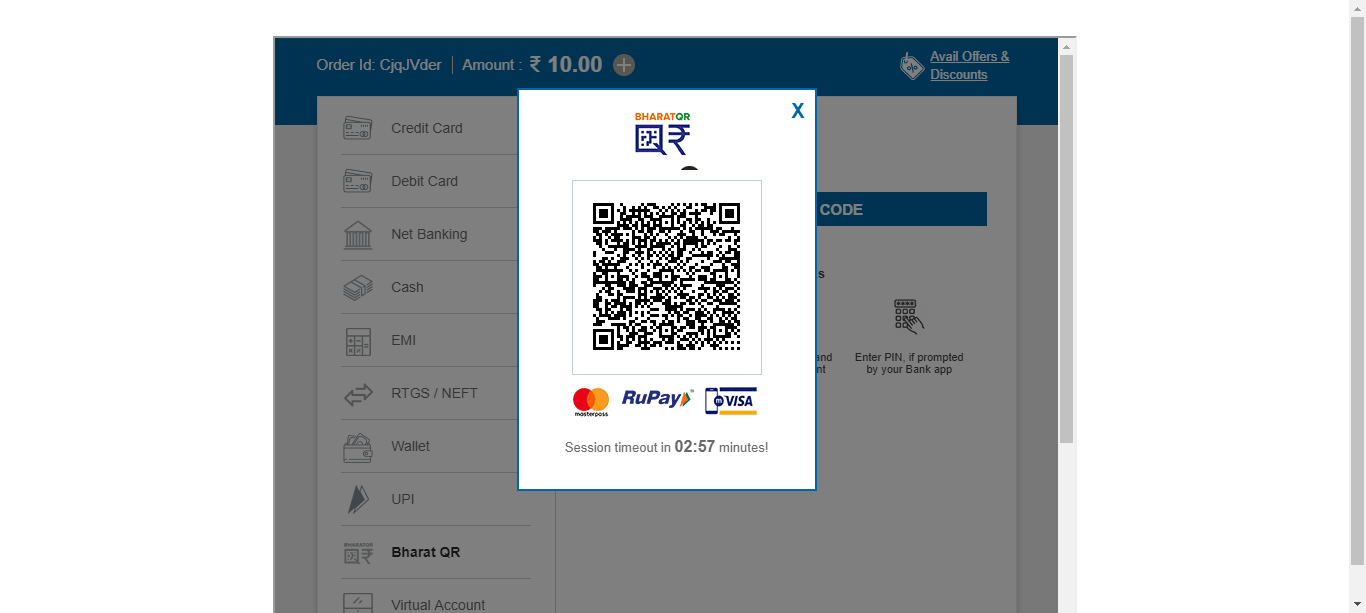 Order Id: CjqJVder | Amount : ₹ 10.00
Avail Offers &
Discounts
X
BHARATQR
Credit Card
Debit Card
CODE
Net Banking
s
Cash
EMI
and
nt
Enter PIN, if prompted
by your Bank app
RTGS / NEFT
masterpass
RuPay
VISA
Wallet
Session timeout in 02:57 minutes!
UPI
BHARATQR
Bharat QR
Virtual Account